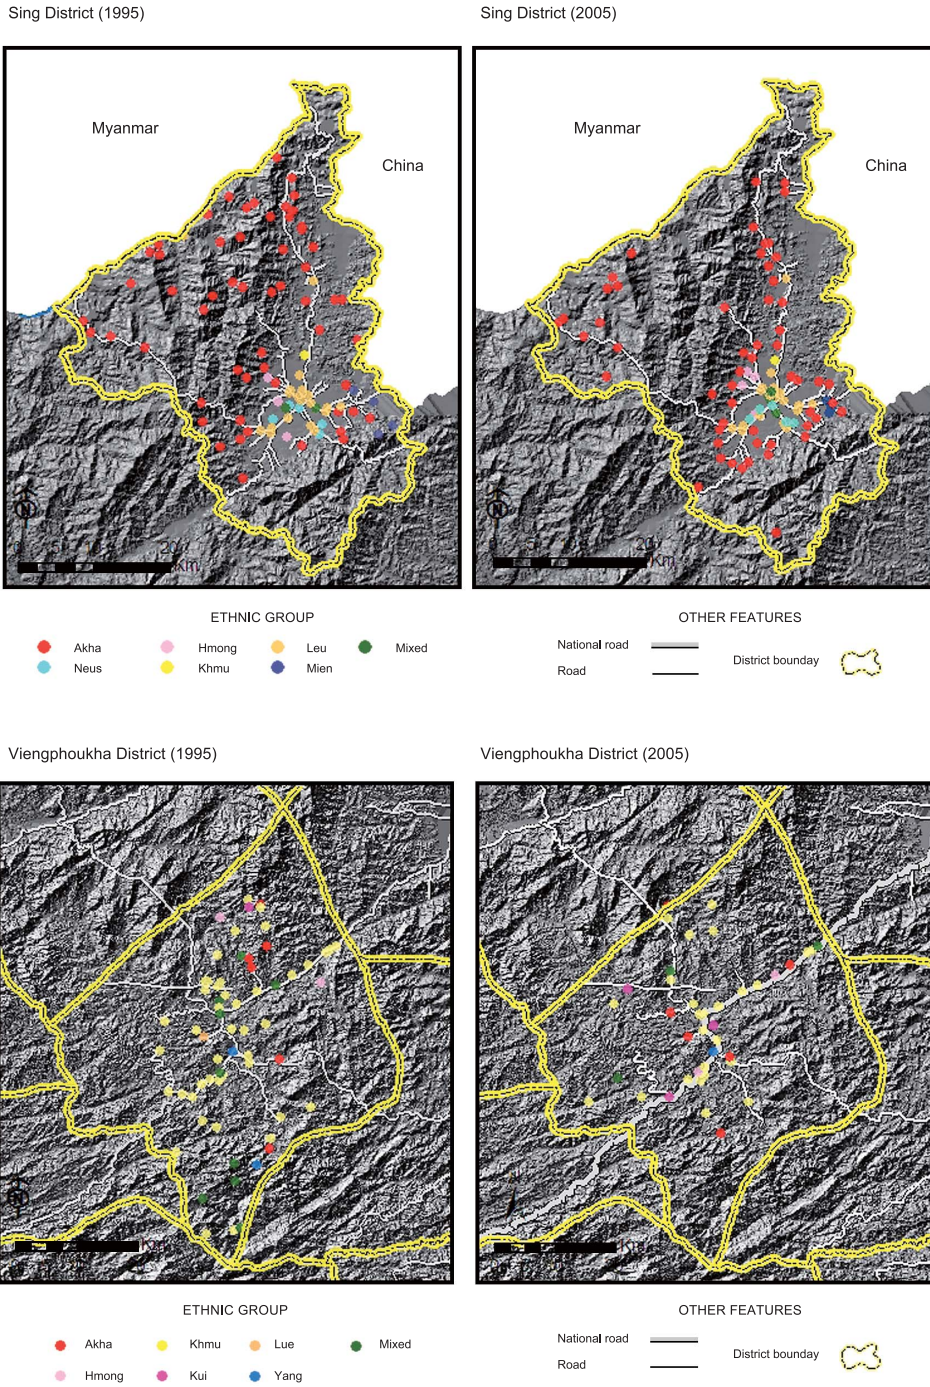 Sing District (1995)
Sing District (2005)
Myanmar
China
Myanmar
China
N
20
Km
N
20
Km
ETHNIC GROUP
OTHER FEATURES
Akha
Hmong
Leu
Mixed
Neus
Khmu
Mien
National road
Road
District bounday
Viengphoukha District (1995)
Viengphoukha District (2005)
N
Km
Km
ETHNIC GROUP
OTHER FEATURES
Akha
Khmu
Lue
Mixed
Hmong
Kui
Yang
National road
Road
District bounday